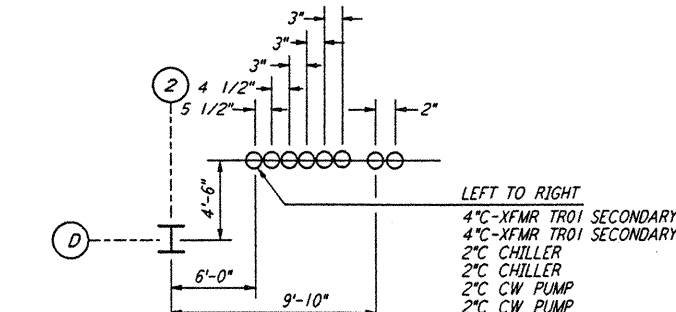 3"
3"
3"
2
4 1/2"
5 1/2"
2"
4'-6"
LEFT TO RIGHT
4"C-XFMR TR01 SECONDARY
4"C-XFMR TR01 SECONDARY
D
2"C CHILLER
2"C CHILLER
6'-0"
2"C CW PUMP
9'-10"
2"C CW PUMP